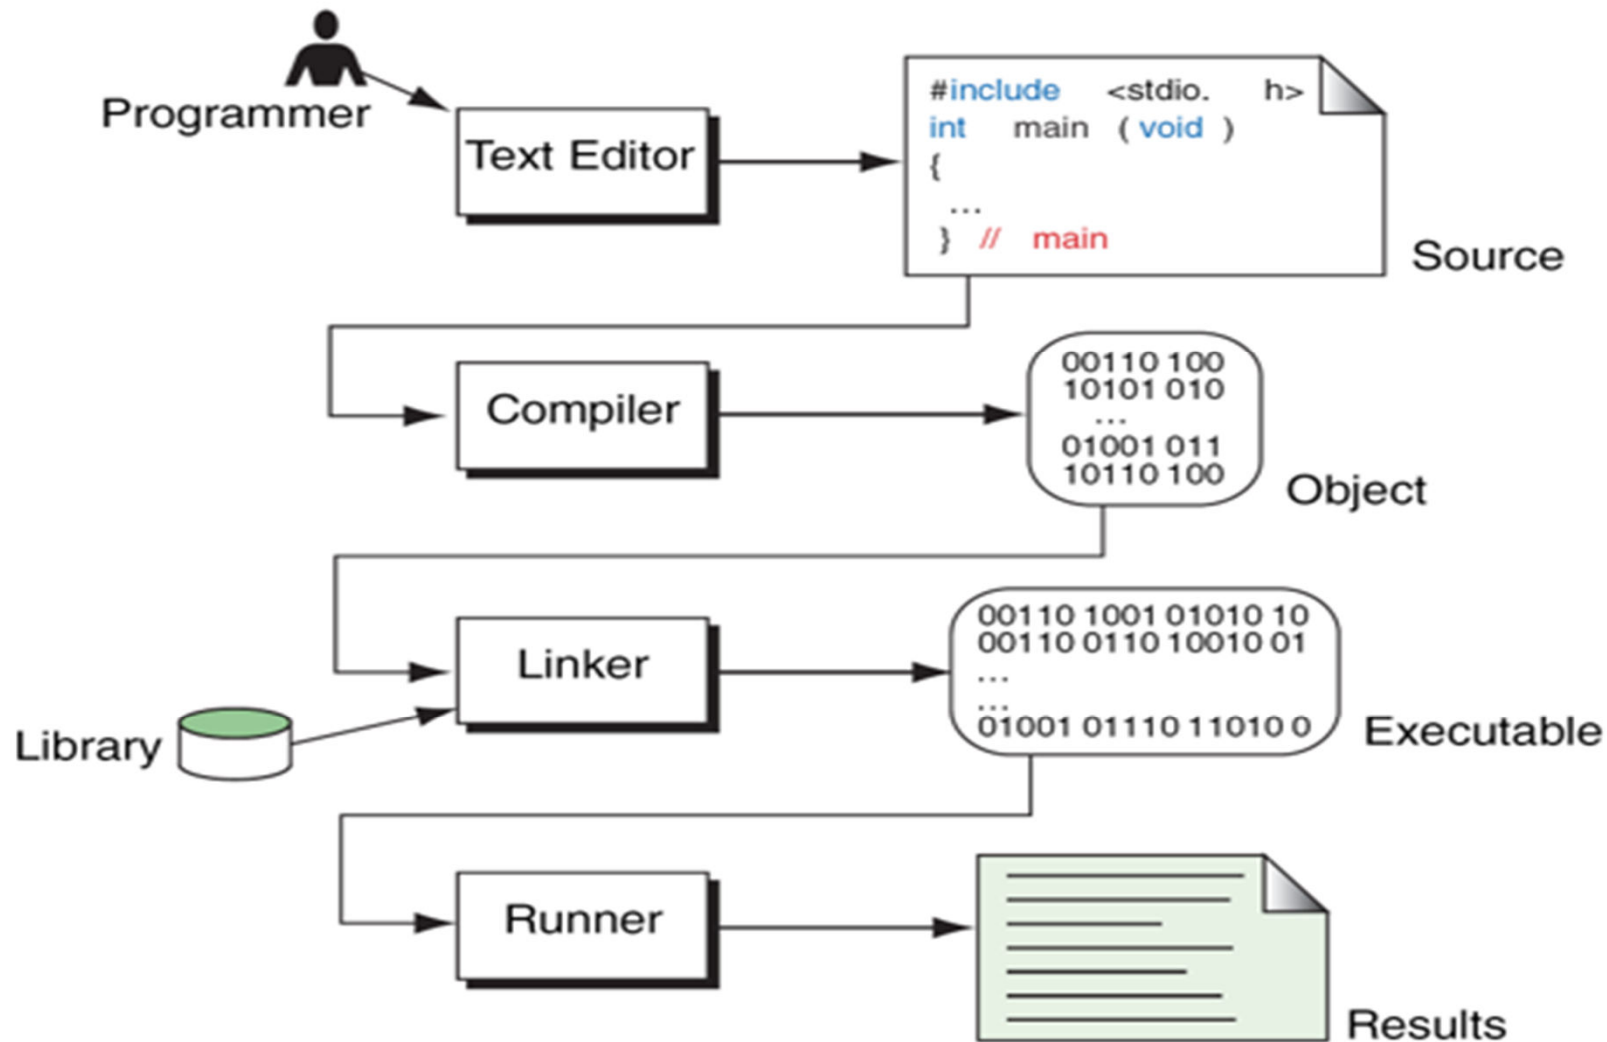 Programmer
Text Editor
#include <stdio. h>
int main ( void )
{
...
} // main
Source
Compiler
00110 100
10101 010
...
01001 011
10110 100
Object
Linker
Library
00110 1001 01010 10
00110 0110 10010 01
...
...
01001 01110 11010 0
Executable
Runner
Results